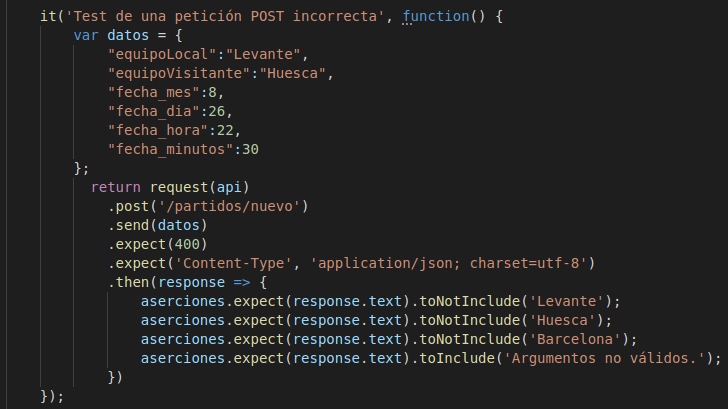 it('Test de una petición POST incorrecta', function() {
var datos = {
"equipoLocal":"Levante",
"equipoVisitante":"Huesca",
"fecha_mes":8,
"fecha_dia":26,
"fecha_hora":22,
"fecha_minutos":30
};
return request(api)
.post('/partidos/nuevo')
.send(datos)
.expect(400)
.expect('Content-Type', 'application/json; charset=utf-8')
.then(response => {
aserciones.expect(response.text).toNotInclude('Levante');
aserciones.expect(response.text).toNotInclude('Huesca');
aserciones.expect(response.text).toNotInclude('Barcelona');
aserciones.expect(response.text).toInclude('Argumentos no válidos.');
})
});